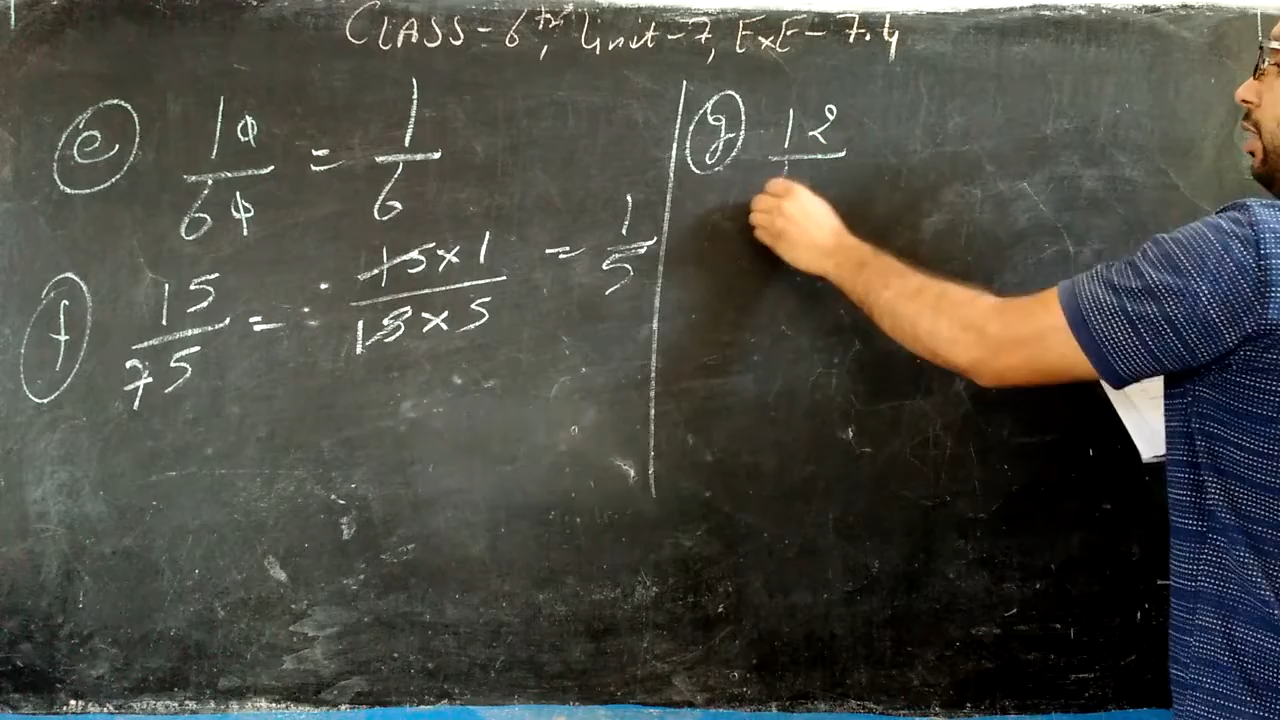 CLASS-6th, Unit-7, ExE-7.4
(e) 10/60 = 1/6
(f) 15/75 = 15×1/15×5 = 1/5
(g) 12